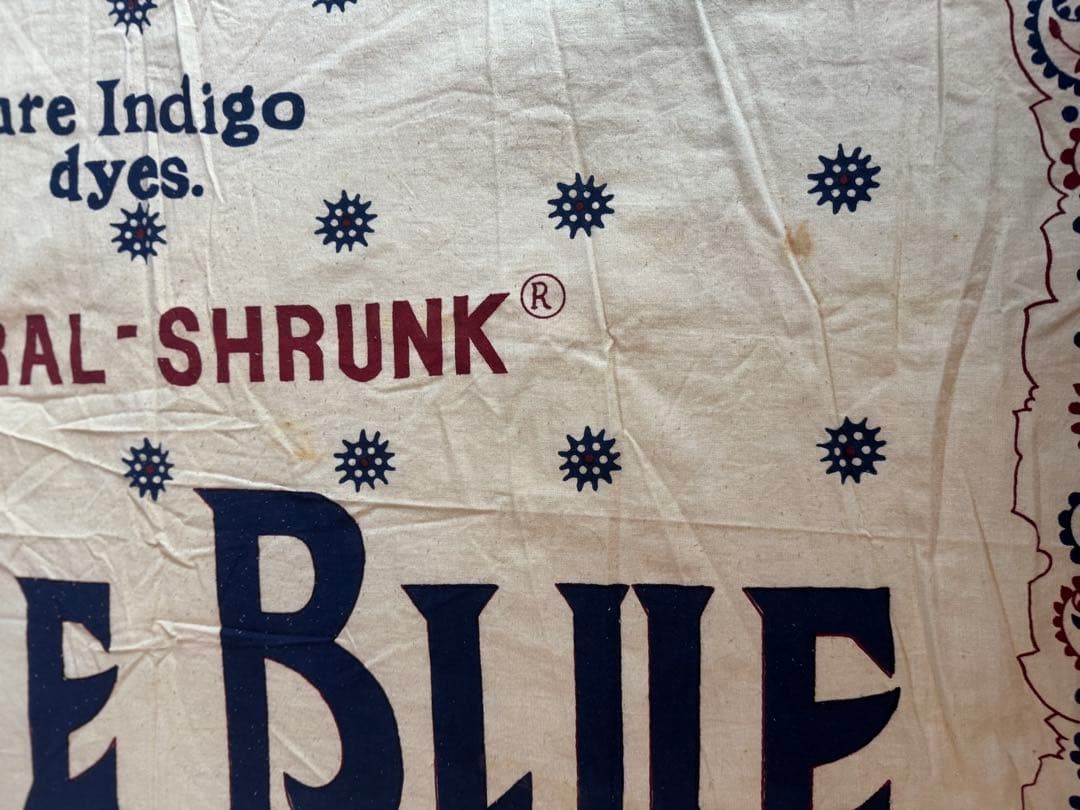 ure Indigo
dyes.
RAL-SHRUNK®
E BLUE